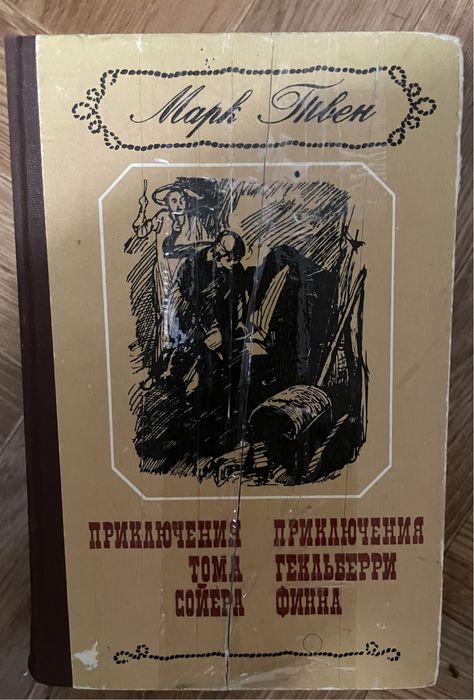 Марк Твен
ПРИКЛЮЧЕНИЯ
ТОМА
СОЙЕРА
ПРИКЛЮЧЕНИЯ
ГЕКЛЬБЕРРИ
ФИННА